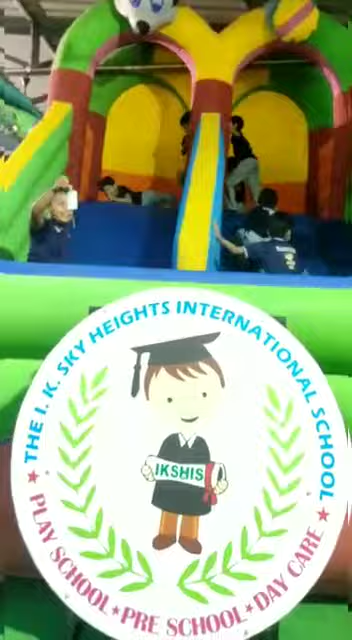 THE I. K. SKY HEIGHTS INTERNATIONAL SCHOOL
IKSHIS
★ PLAY SCHOOL ★ PRE SCHOOL ★ DAY CARE ★